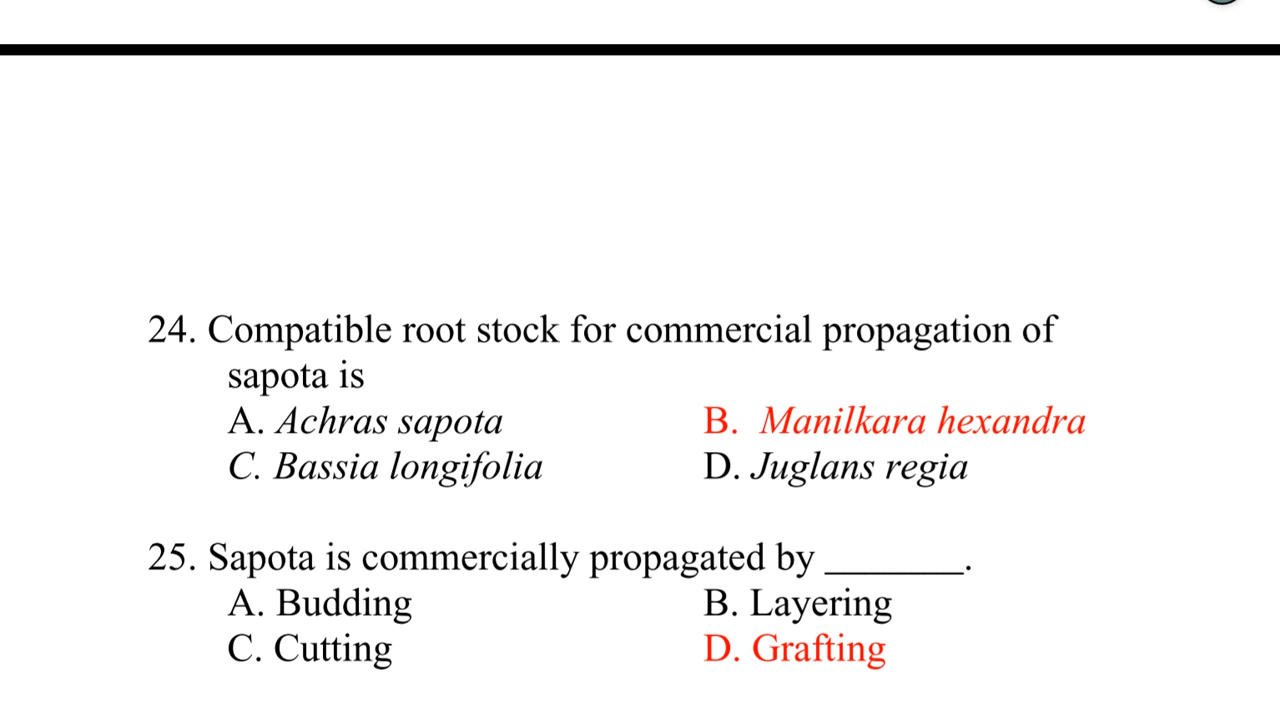 24. Compatible root stock for commercial propagation of
sapota is
A. Achras sapota B. Manilkara hexandra
C. Bassia longifolia D. Juglans regia
25. Sapota is commercially propagated by _______.
A. Budding B. Layering
C. Cutting D. Grafting